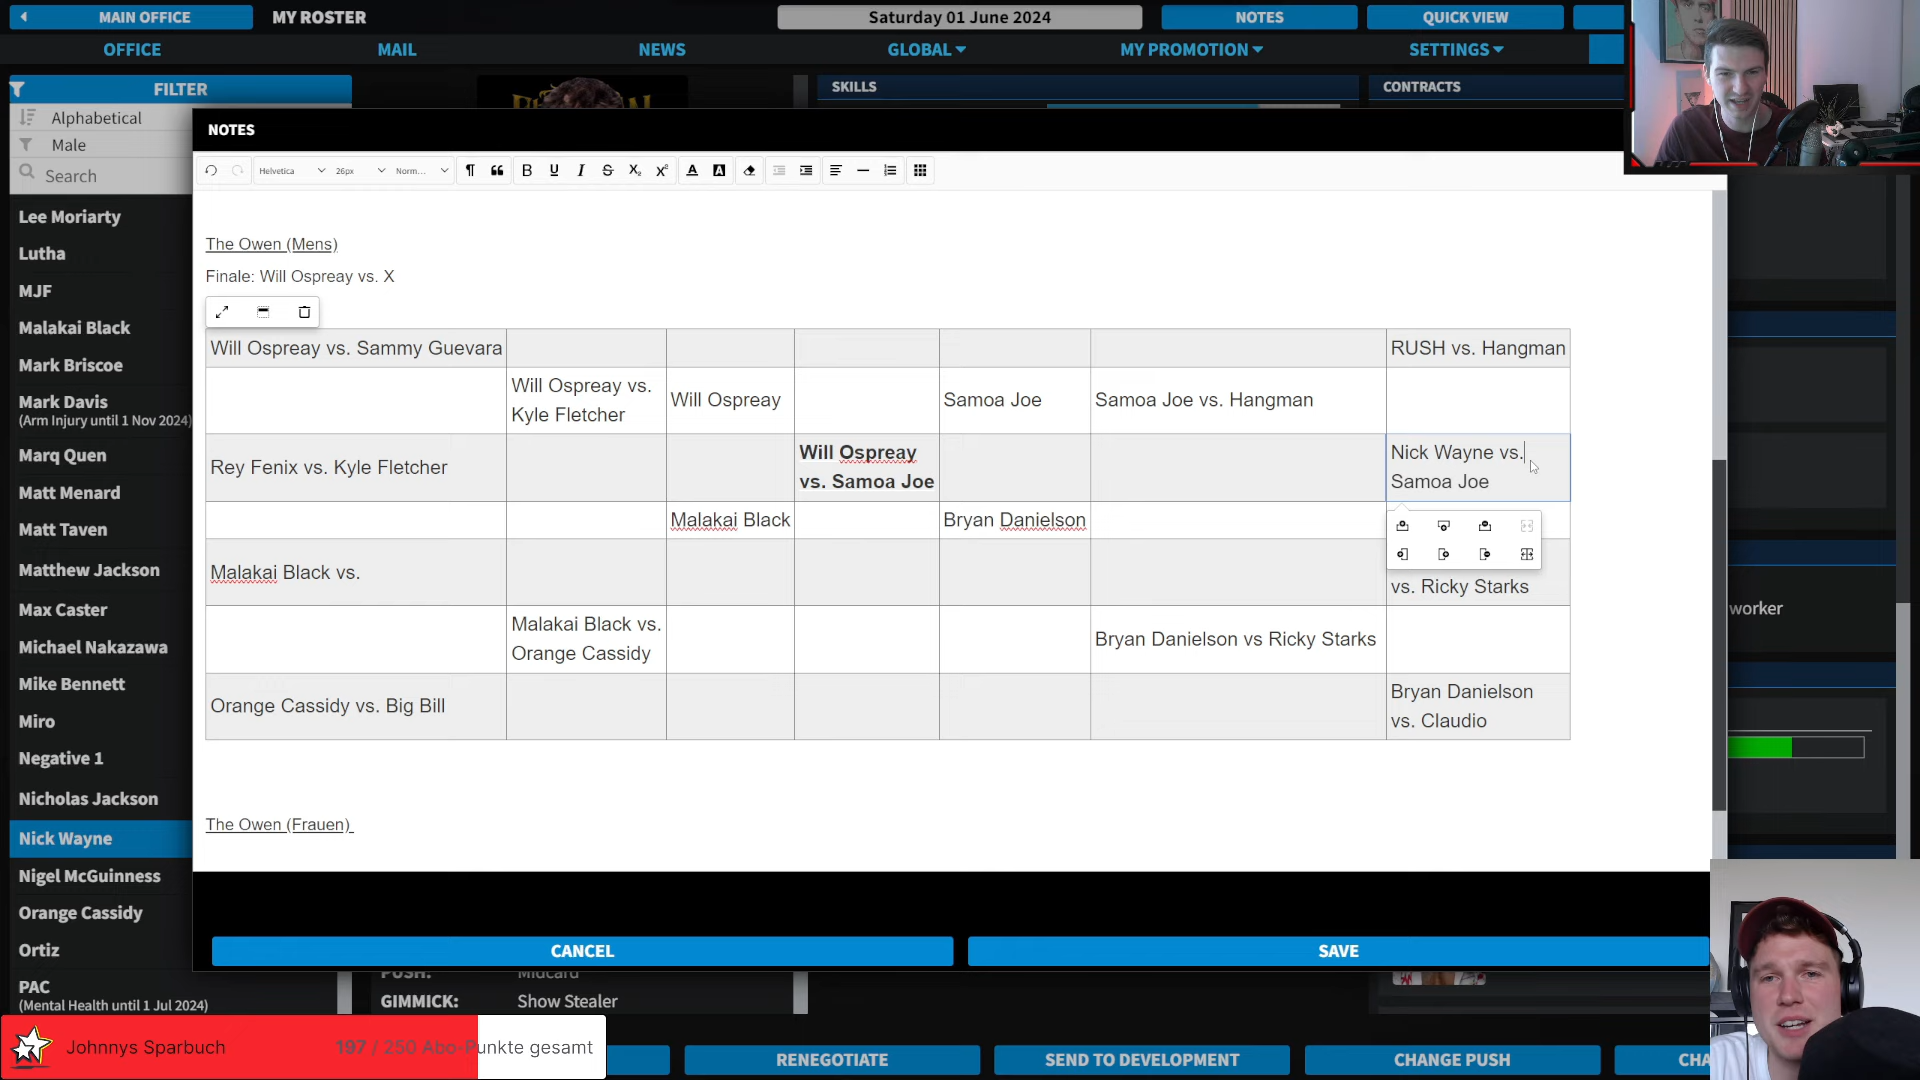 MAIN OFFICE
MY ROSTER
Saturday 01 June 2024
NOTES
QUICK VIEW
OFFICE
MAIL
NEWS
GLOBAL
MY PROMOTION
SETTINGS
FILTER
Alphabetical
Male
Search
SKILLS
CONTRACTS
Lee Moriarty
Lutha
MJF
Malakai Black
Mark Briscoe
Mark Davis
(Arm Injury until 1 Nov 2024)
Marq Quen
Matt Menard
Matt Taven
Matthew Jackson
Max Caster
Michael Nakazawa
Mike Bennett
Miro
Negative 1
Nicholas Jackson
Nick Wayne
Nigel McGuinness
Orange Cassidy
Ortiz
PAC
(Mental Health until 1 Jul 2024)
NOTES
Helvetica
26px
Norm...
The Owen (Mens)
Finale: Will Ospreay vs. X
Will Ospreay vs. Sammy Guevara
RUSH vs. Hangman
Will Ospreay vs.
Kyle Fletcher
Will Ospreay
Samoa Joe
Samoa Joe vs. Hangman
Rey Fenix vs. Kyle Fletcher
Will Ospreay
vs. Samoa Joe
Nick Wayne vs.
Samoa Joe
Malakai Black
Bryan Danielson
Malakai Black vs.
vs. Ricky Starks
Malakai Black vs.
Orange Cassidy
Bryan Danielson vs Ricky Starks
Orange Cassidy vs. Big Bill
Bryan Danielson
vs. Claudio
The Owen (Frauen)
worker
CANCEL
SAVE
PUSH:
Midcard
GIMMICK:
Show Stealer
Johnnys Sparbuch
197 / 250 Abo-Punkte gesamt
RENEGOTIATE
SEND TO DEVELOPMENT
CHANGE PUSH